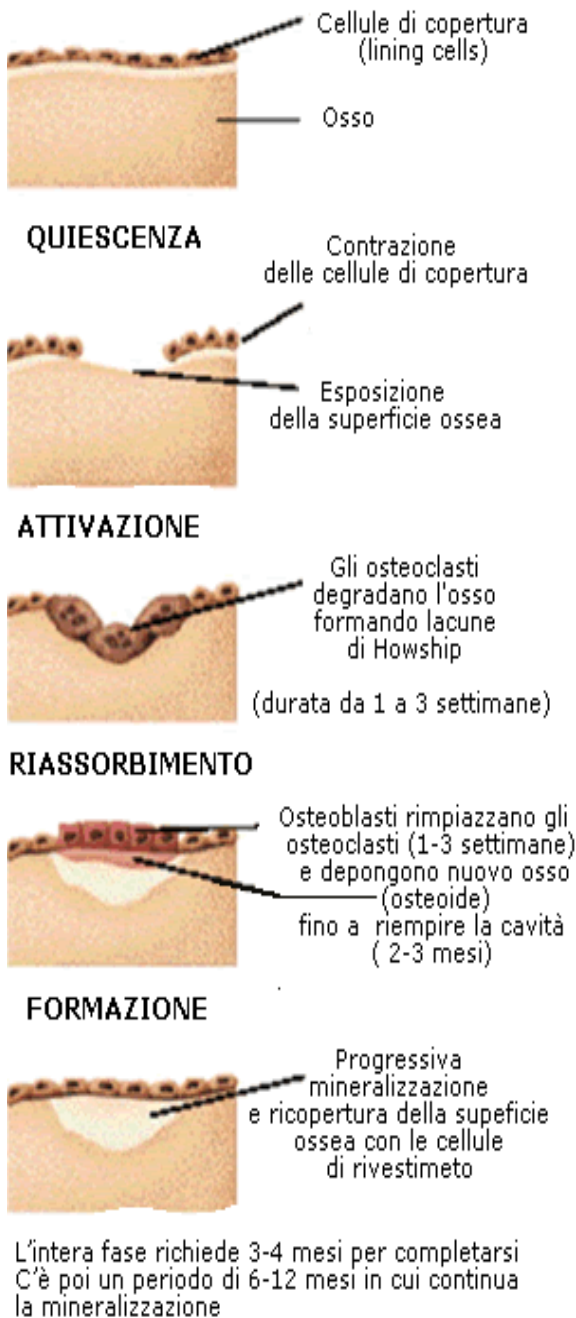 Cellule di copertura
(lining cells)
Osso
QUIESCENZA
Contrazione
delle cellule di copertura
Esposizione
della superficie ossea
ATTIVAZIONE
Gli osteoclasti
degradano l'osso
formando lacune
di Howship
(durata da 1 a 3 settimane)
RIASSORBIMENTO
Osteoblasti rimpiazzano gli
osteoclasti (1-3 settimane)
e depongono nuovo osso
(osteoide)
fino a riempire la cavità
( 2-3 mesi)
FORMAZIONE
Progressiva
mineralizzazione
e ricopertura della supeficie
ossea con le cellule
di rivestimeto
L'intera fase richiede 3-4 mesi per completarsi
C'è poi un periodo di 6-12 mesi in cui continua
la mineralizzazione